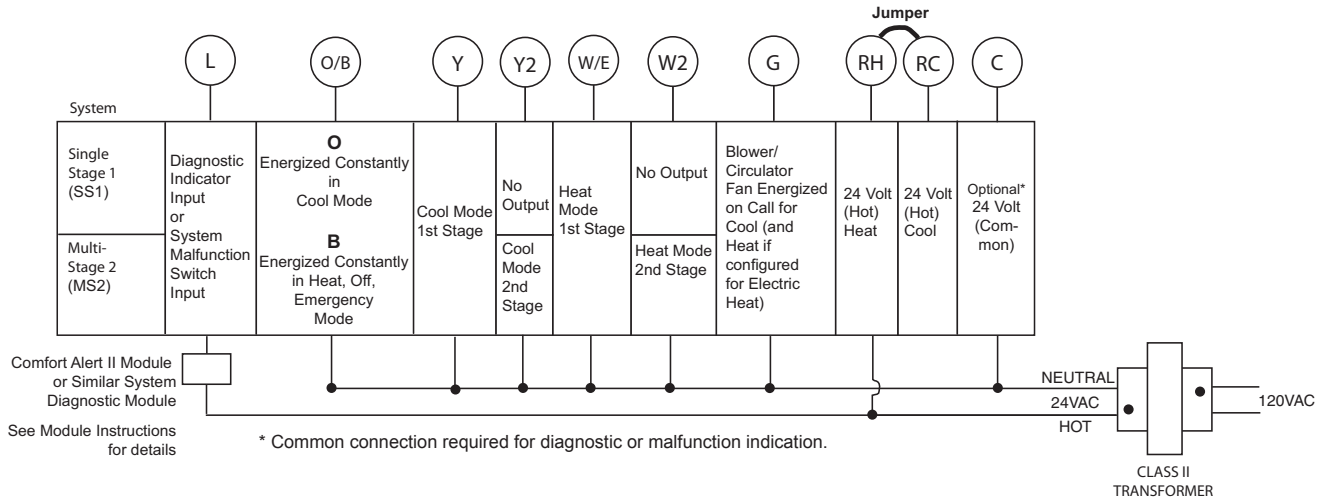 Jumper
L
O/B
Y
Y2
W/E
W2
G
RH
RC
C
System
Single
Stage 1
(SS1)
Multi-
Stage 2
(MS2)
Diagnostic
Indicator
Input
or
System
Malfunction
Switch
Input
O
Energized Constantly
in
Cool Mode
B
Energized Constantly
in Heat, Off,
Emergency
Mode
Cool Mode
1st Stage
No
Output
Cool
Mode
2nd
Stage
Heat
Mode
1st Stage
No Output
Heat Mode
2nd Stage
Blower/
Circulator
Fan Energized
on Call for
Cool (and
Heat if
configured
for Electric
Heat)
24 Volt
(Hot)
Heat
24 Volt
(Hot)
Cool
Optional*
24 Volt
(Com-
mon)
Comfort Alert II Module
or Similar System
Diagnostic Module
See Module Instructions
for details
NEUTRAL
24VAC
HOT
120VAC
* Common connection required for diagnostic or malfunction indication.
CLASS II
TRANSFORMER